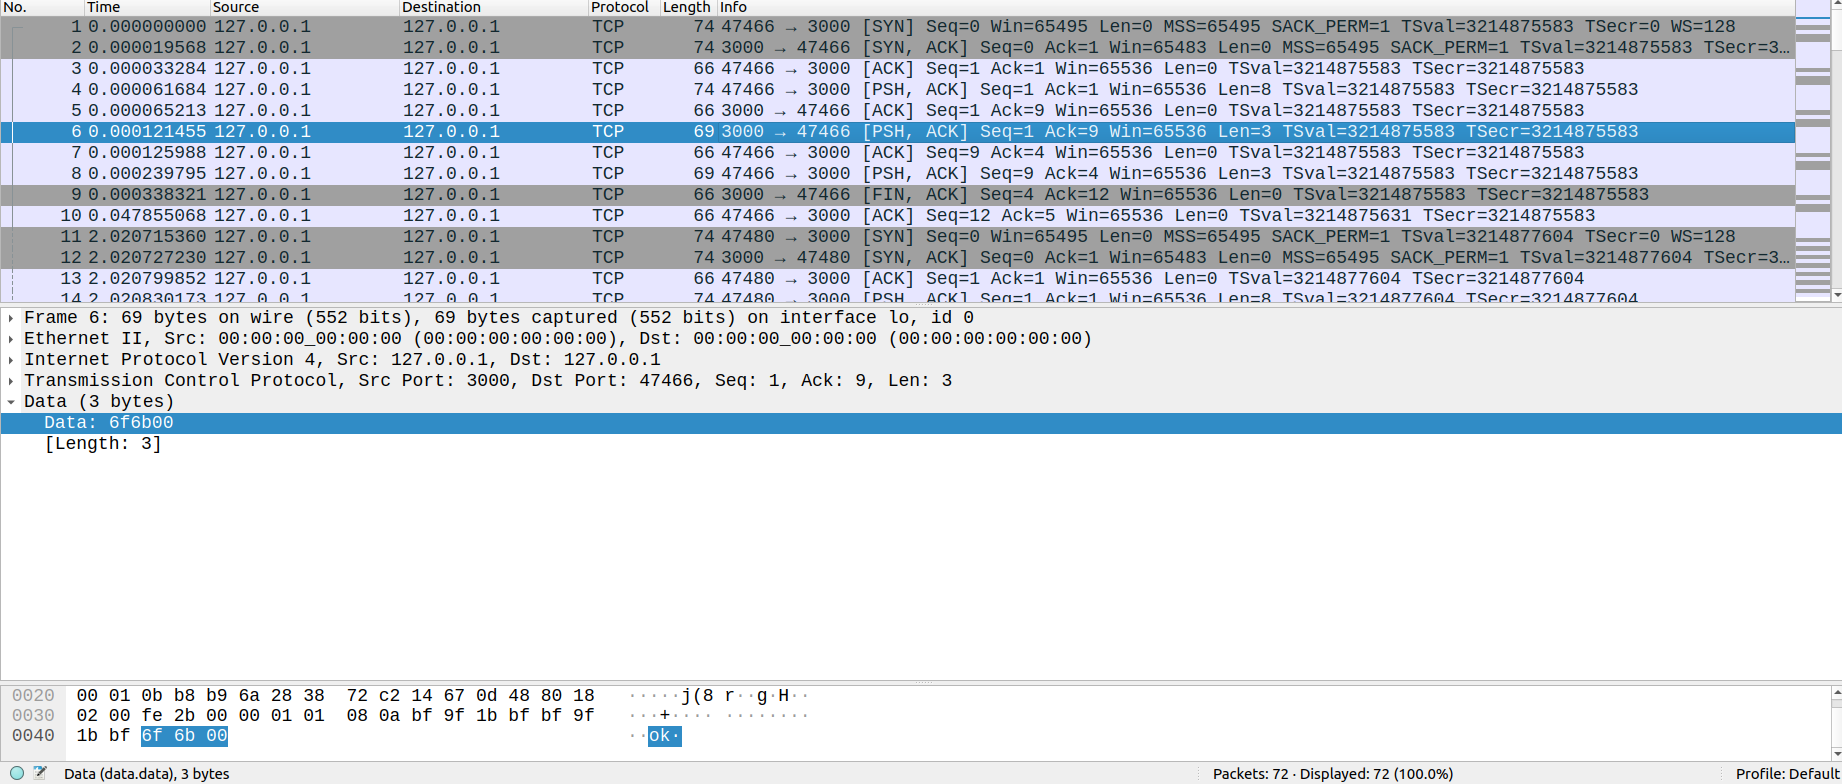 No. Time Source Destination Protocol Length Info
1 0.000000000 127.0.0.1 127.0.0.1 TCP 74 47466 → 3000 [SYN] Seq=0 Win=65495 Len=0 MSS=65495 SACK_PERM=1 TSval=3214875583 TSecr=0 WS=128
2 0.000019568 127.0.0.1 127.0.0.1 TCP 74 3000 → 47466 [SYN, ACK] Seq=0 Ack=1 Win=65483 Len=0 MSS=65495 SACK_PERM=1 TSval=3214875583 TSecr=3…
3 0.000033284 127.0.0.1 127.0.0.1 TCP 66 47466 → 3000 [ACK] Seq=1 Ack=1 Win=65536 Len=0 TSval=3214875583 TSecr=3214875583
4 0.000061684 127.0.0.1 127.0.0.1 TCP 74 47466 → 3000 [PSH, ACK] Seq=1 Ack=1 Win=65536 Len=8 TSval=3214875583 TSecr=3214875583
5 0.000065213 127.0.0.1 127.0.0.1 TCP 66 3000 → 47466 [ACK] Seq=1 Ack=9 Win=65536 Len=0 TSval=3214875583 TSecr=3214875583
6 0.000121455 127.0.0.1 127.0.0.1 TCP 69 3000 → 47466 [PSH, ACK] Seq=1 Ack=9 Win=65536 Len=3 TSval=3214875583 TSecr=3214875583
7 0.000125988 127.0.0.1 127.0.0.1 TCP 66 47466 → 3000 [ACK] Seq=9 Ack=4 Win=65536 Len=0 TSval=3214875583 TSecr=3214875583
8 0.000239795 127.0.0.1 127.0.0.1 TCP 69 47466 → 3000 [PSH, ACK] Seq=9 Ack=4 Win=65536 Len=3 TSval=3214875583 TSecr=3214875583
9 0.000338321 127.0.0.1 127.0.0.1 TCP 66 3000 → 47466 [FIN, ACK] Seq=4 Ack=12 Win=65536 Len=0 TSval=3214875583 TSecr=3214875583
10 0.047855068 127.0.0.1 127.0.0.1 TCP 66 47466 → 3000 [ACK] Seq=12 Ack=5 Win=65536 Len=0 TSval=3214875631 TSecr=3214875583
11 2.020715360 127.0.0.1 127.0.0.1 TCP 74 47480 → 3000 [SYN] Seq=0 Win=65495 Len=0 MSS=65495 SACK_PERM=1 TSval=3214877604 TSecr=0 WS=128
12 2.020727230 127.0.0.1 127.0.0.1 TCP 74 3000 → 47480 [SYN, ACK] Seq=0 Ack=1 Win=65483 Len=0 MSS=65495 SACK_PERM=1 TSval=3214877604 TSecr=3…
13 2.020799852 127.0.0.1 127.0.0.1 TCP 66 47480 → 3000 [ACK] Seq=1 Ack=1 Win=65536 Len=0 TSval=3214877604 TSecr=3214877604
14 2.020830173 127.0.0.1 127.0.0.1 TCP 74 47480 → 3000 [PSH, ACK] Seq=1 Ack=1 Win=65536 Len=8 TSval=3214877604 TSecr=3214877604
Frame 6: 69 bytes on wire (552 bits), 69 bytes captured (552 bits) on interface lo, id 0
Ethernet II, Src: 00:00:00_00:00:00 (00:00:00:00:00:00), Dst: 00:00:00_00:00:00 (00:00:00:00:00:00)
Internet Protocol Version 4, Src: 127.0.0.1, Dst: 127.0.0.1
Transmission Control Protocol, Src Port: 3000, Dst Port: 47466, Seq: 1, Ack: 9, Len: 3
Data (3 bytes)
Data: 6f6b00
[Length: 3]
0020 00 01 0b b8 b9 6a 28 38 72 c2 14 67 0d 48 80 18 ·····j(8 r··g·H··
0030 02 00 fe 2b 00 00 01 01 08 0a bf 9f 1b bf bf 9f ···+···· ········
0040 1b bf 6f 6b 00 ··ok·
Data (data.data), 3 bytes Packets: 72 · Displayed: 72 (100.0%) Profile: Default